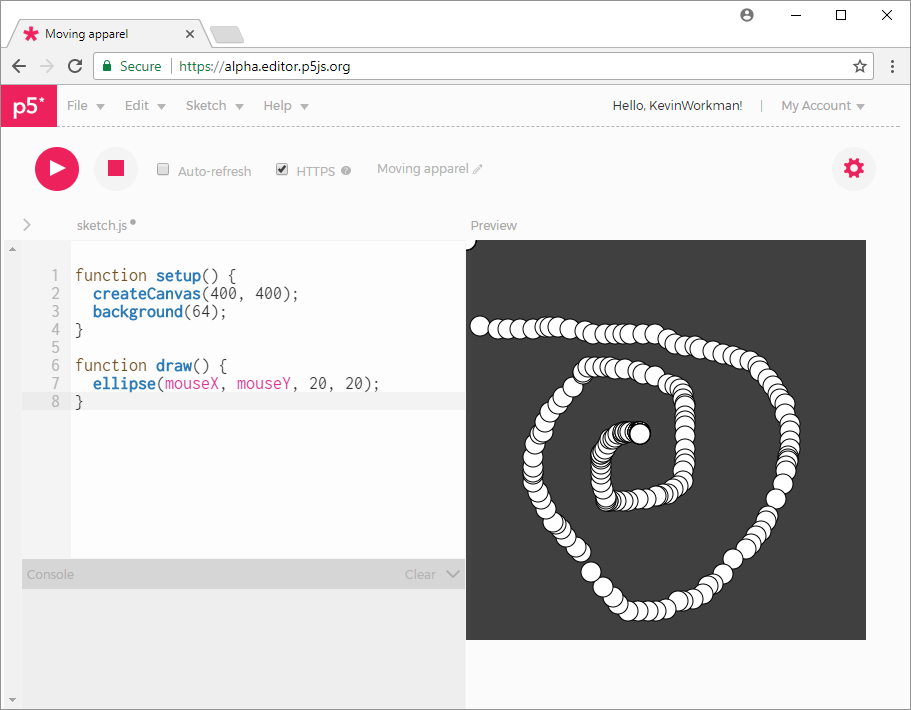 Moving apparel
Secure https://alpha.editor.p5js.org
p5* File Edit Sketch Help Hello, KevinWorkman! | My Account
Auto-refresh HTTPS ? Moving apparel
sketch.js Preview
1 function setup() {
2 createCanvas(400, 400);
3 background(64);
4 }
5
6 function draw() {
7 ellipse(mouseX, mouseY, 20, 20);
8 }
Console Clear